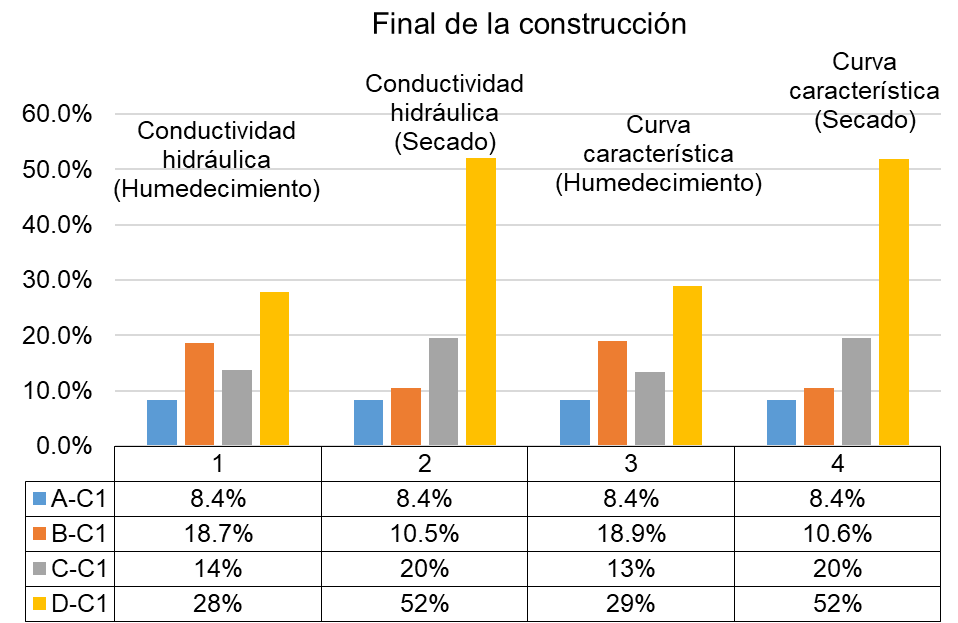 Final de la construcción
Conductividad
hidráulica
(Humedecimiento)
Conductividad
hidráulica
(Secado)
Curva
característica
(Humedecimiento)
Curva
característica
(Secado)
60.0%
50.0%
40.0%
30.0%
20.0%
10.0%
0.0%
1 2 3 4
A-C1 8.4% 8.4% 8.4% 8.4%
B-C1 18.7% 10.5% 18.9% 10.6%
C-C1 14% 20% 13% 20%
D-C1 28% 52% 29% 52%